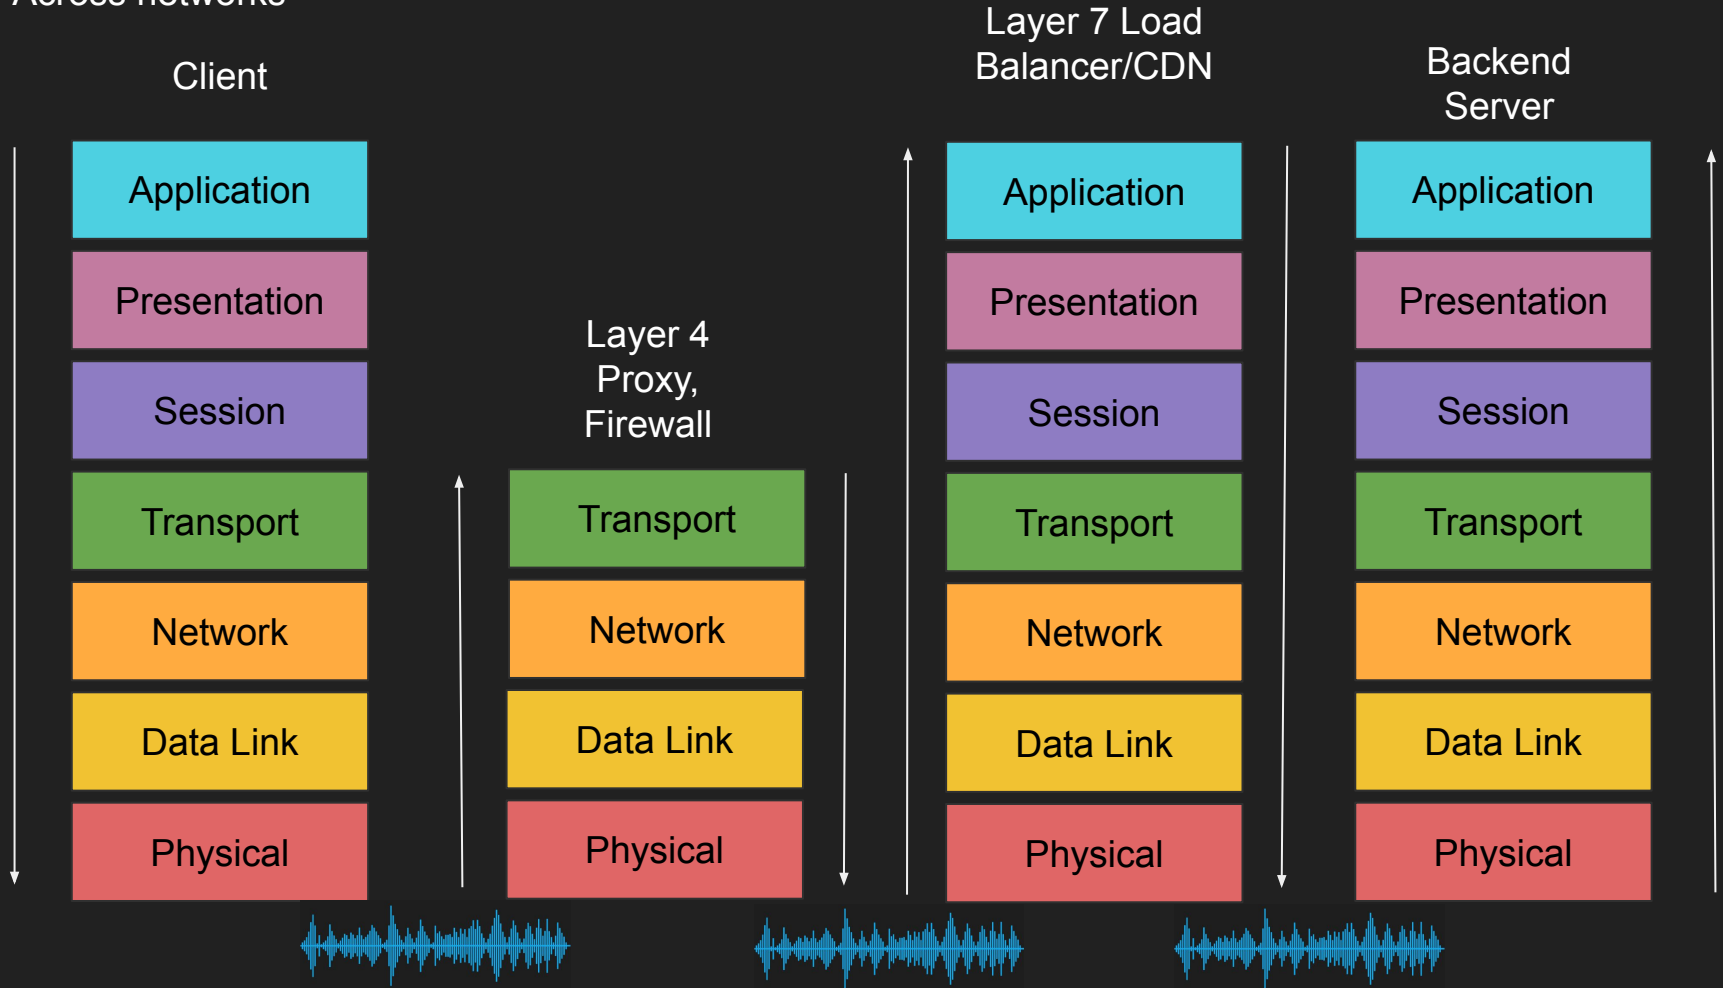 Across networks
Client
Application
Presentation
Session
Transport
Network
Data Link
Physical
Layer 4
Proxy,
Firewall
Transport
Network
Data Link
Physical
Layer 7 Load
Balancer/CDN
Application
Presentation
Session
Transport
Network
Data Link
Physical
Backend
Server
Application
Presentation
Session
Transport
Network
Data Link
Physical